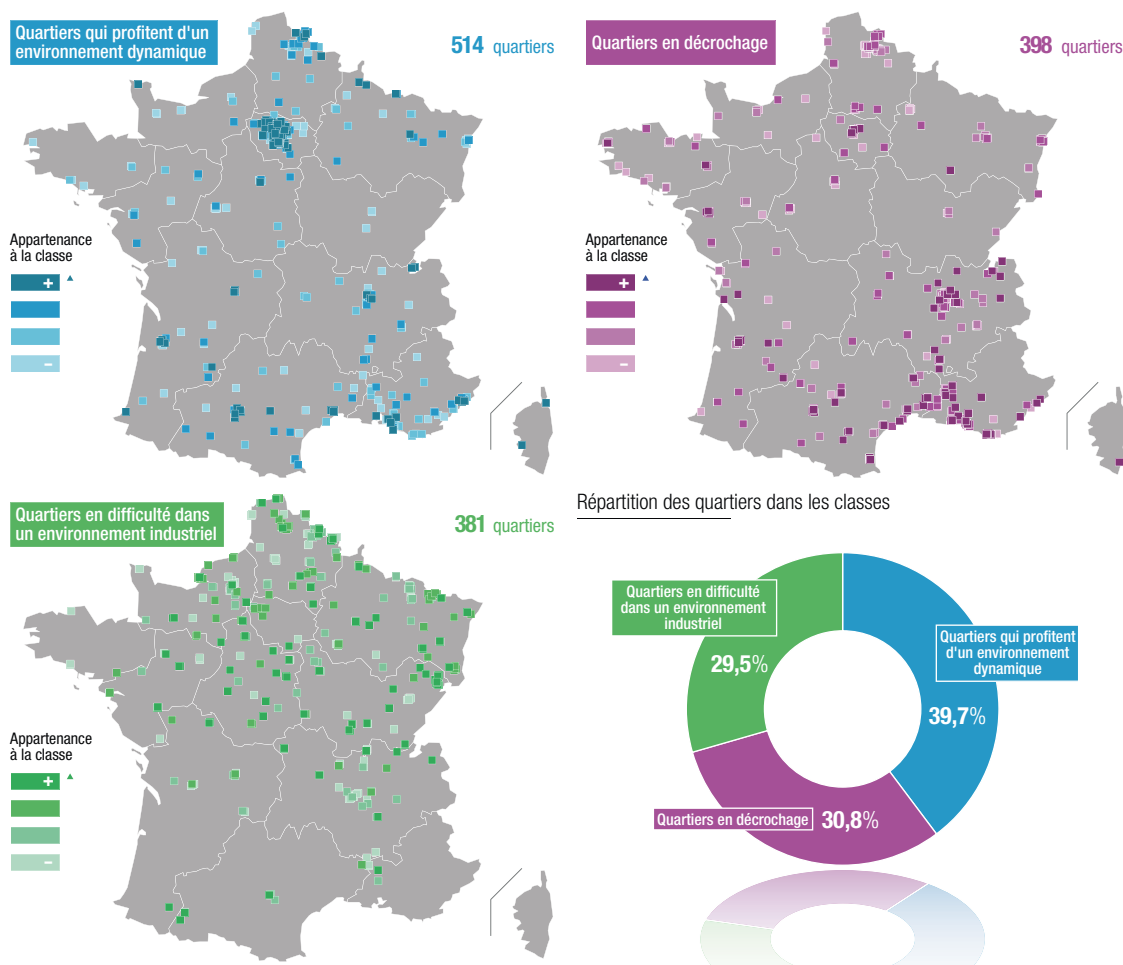 Quartiers qui profitent d'un
environnement dynamique
514 quartiers
Appartenance
à la classe
+
–
Quartiers en décrochage
398 quartiers
Appartenance
à la classe
+
–
Quartiers en difficulté dans
un environnement industriel
381 quartiers
Appartenance
à la classe
+
–
Répartition des quartiers dans les classes
Quartiers en difficulté
dans un environnement
industriel
29,5%
Quartiers qui profitent
d'un environnement
dynamique
39,7%
Quartiers en décrochage
30,8%